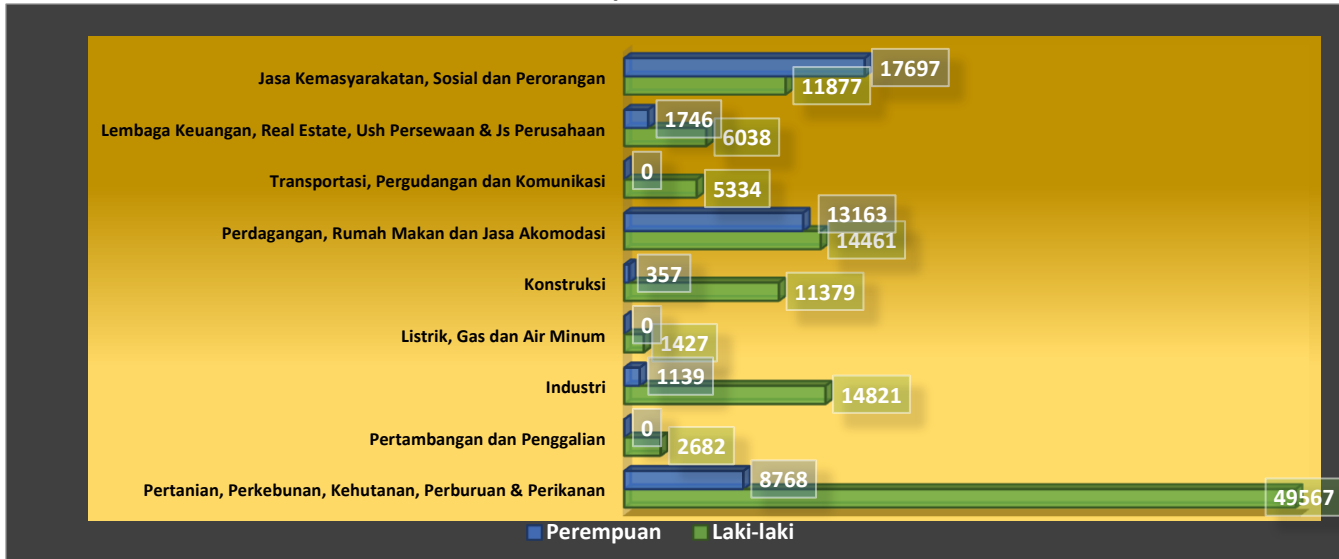 Jasa Kemasyarakatan, Sosial dan Perorangan
17697
11877
Lembaga Keuangan, Real Estate, Ush Persewaan & Js Perusahaan
1746
6038
Transportasi, Pergudangan dan Komunikasi
0
5334
Perdagangan, Rumah Makan dan Jasa Akomodasi
13163
14461
Konstruksi
357
11379
Listrik, Gas dan Air Minum
0
1427
Industri
1139
14821
Pertambangan dan Penggalian
0
2682
Pertanian, Perkebunan, Kehutanan, Perburuan & Perikanan
8768
49567
Perempuan Laki-laki